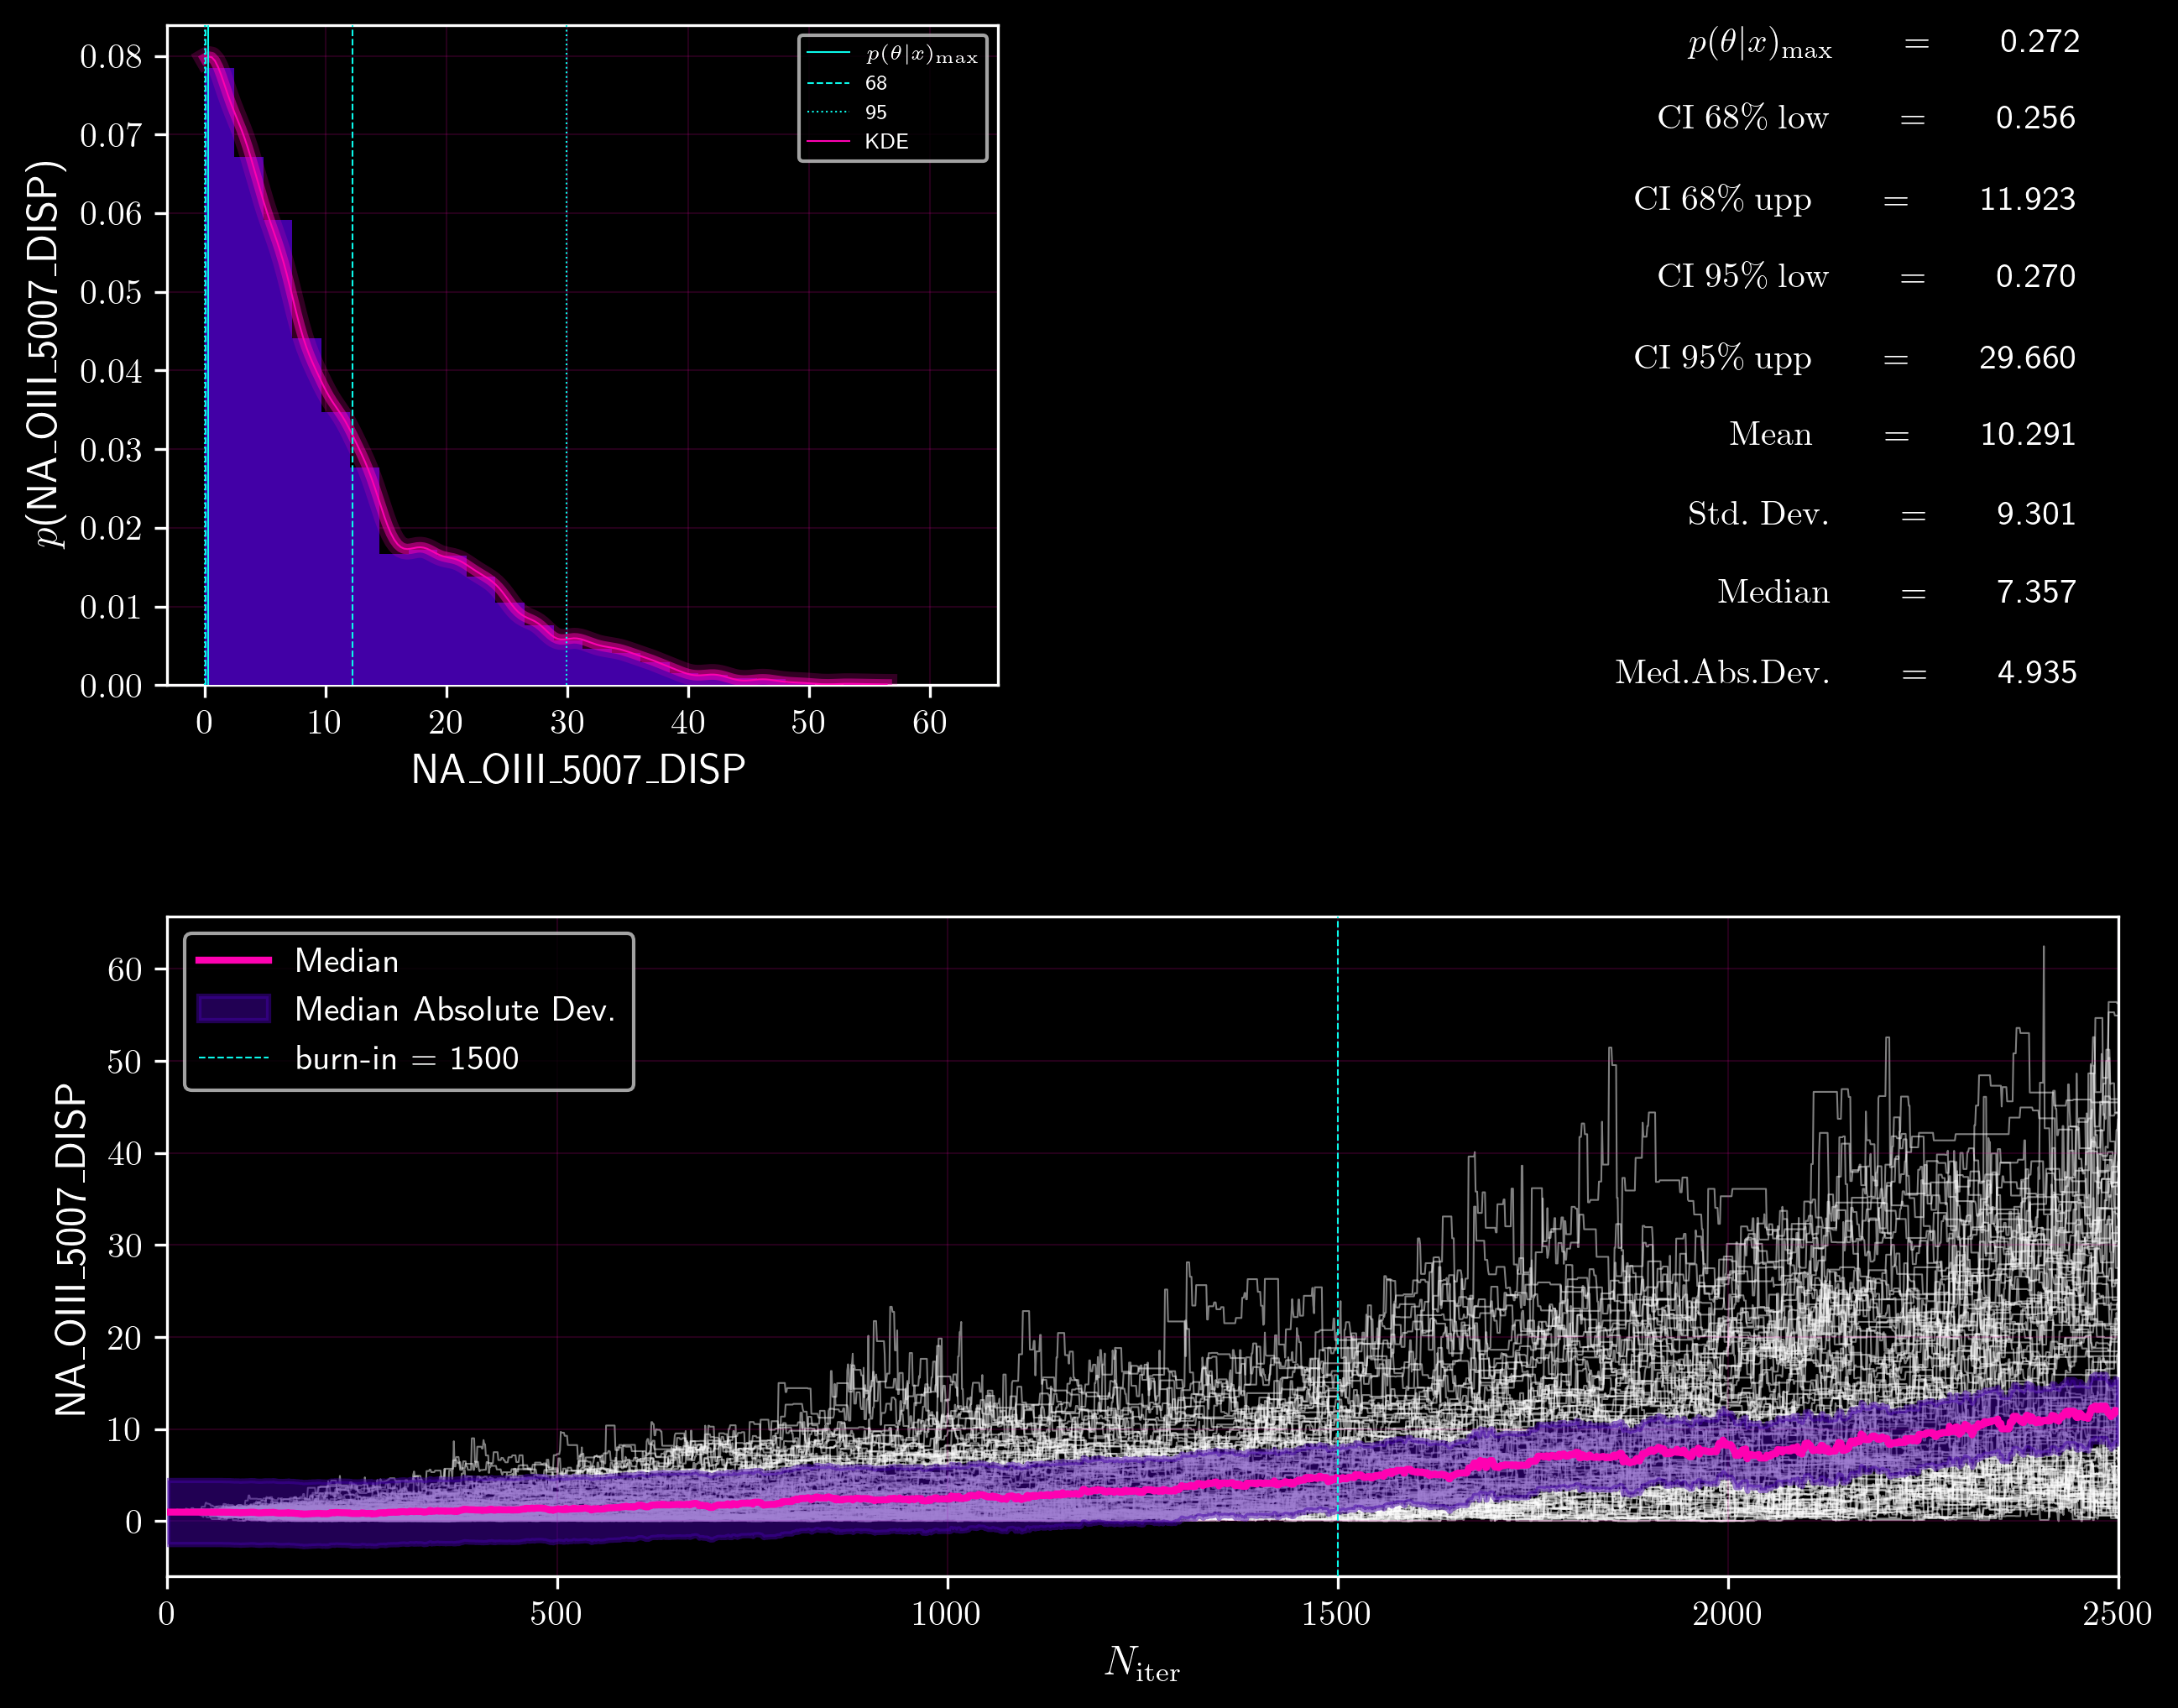 p(NA_OIII_5007_DISP)
0.08
0.07
0.06
0.05
0.04
0.03
0.02
0.01
0.00
0 10 20 30 40 50 60
NA_OIII_5007_DISP
p(θ|x)max
68
95
KDE
p(θ|x)max = 0.272
CI 68% low = 0.256
CI 68% upp = 11.923
CI 95% low = 0.270
CI 95% upp = 29.660
Mean = 10.291
Std. Dev. = 9.301
Median = 7.357
Med.Abs.Dev. = 4.935
NA_OIII_5007_DISP
60
50
40
30
20
10
0
Median
Median Absolute Dev.
burn-in = 1500
0 500 1000 1500 2000 2500
Niter